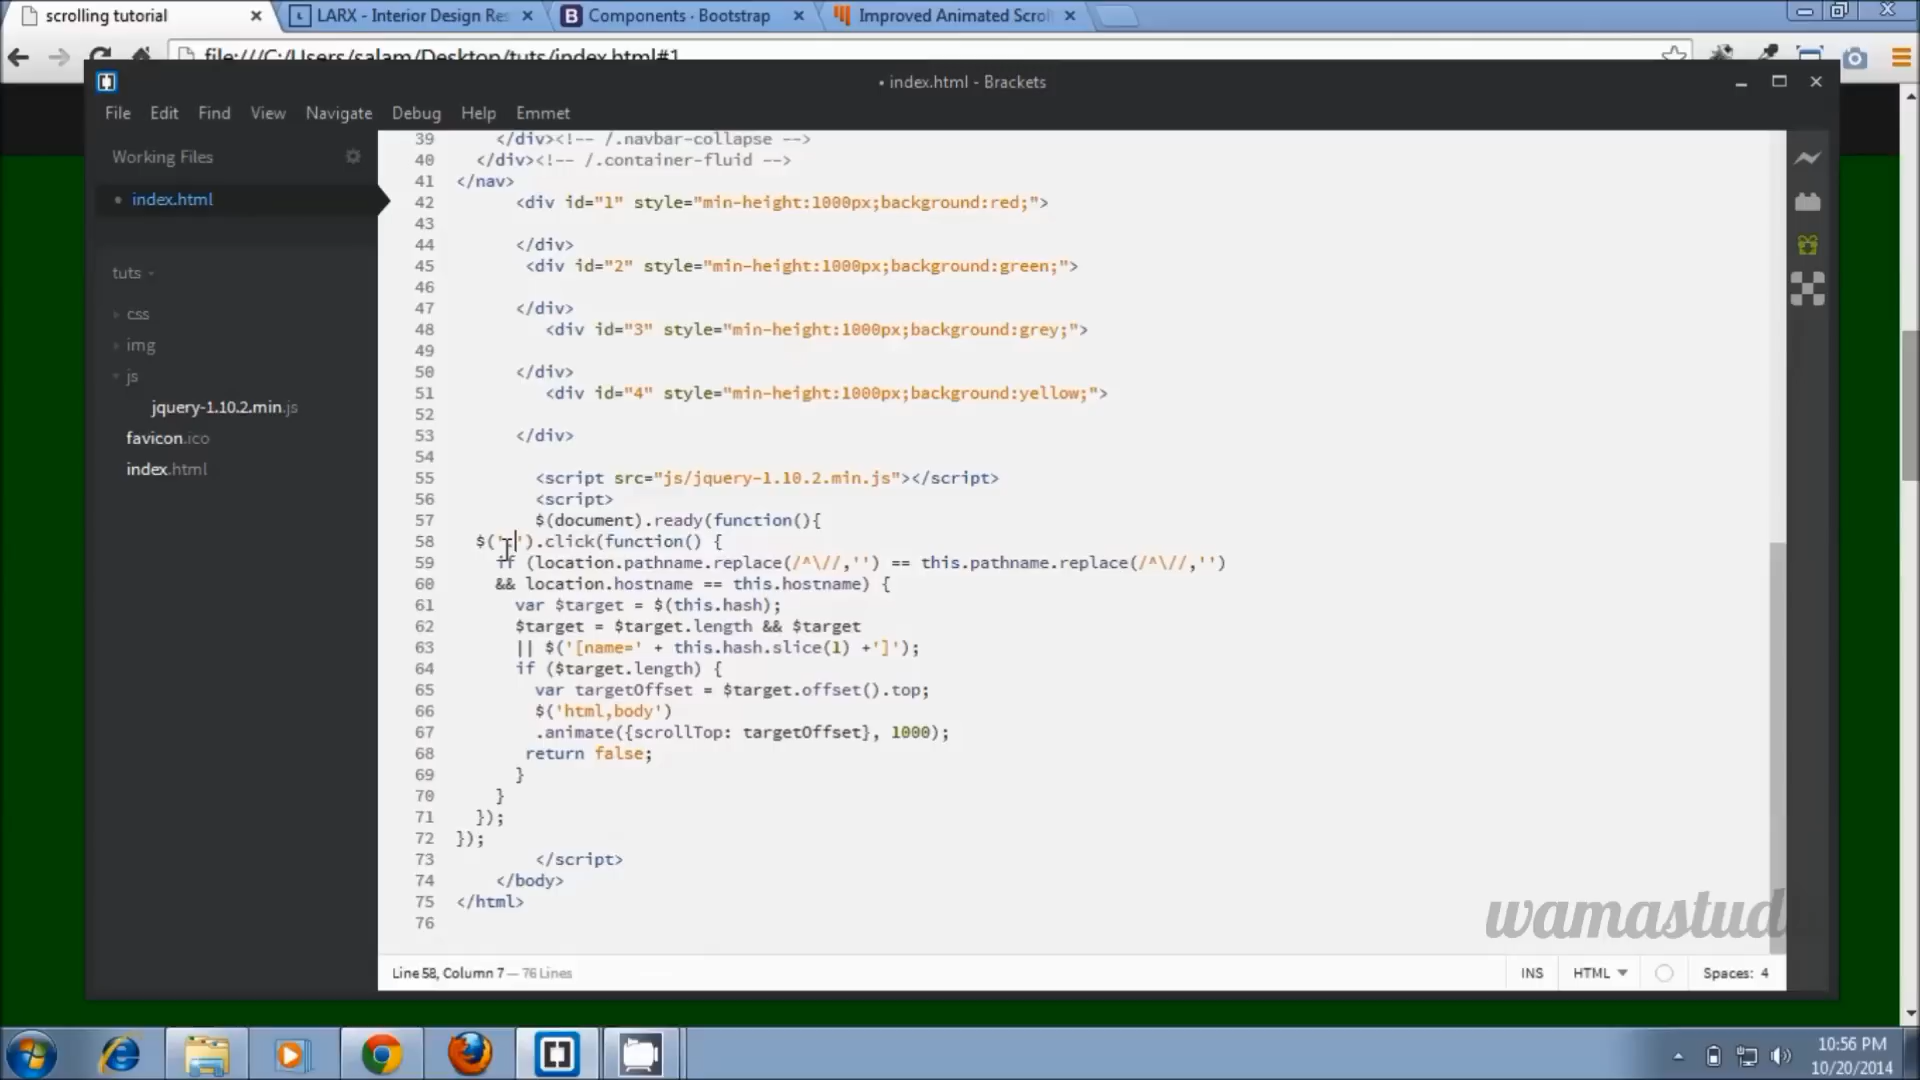 scrolling tutorial
LARX - Interior Design Res
Components · Bootstrap
Improved Animated Scrol
file:///C:/Users/salam/Desktop/tuts/index.html#1
• index.html - Brackets
File Edit Find View Navigate Debug Help Emmet
Working Files
index.html
tuts
css
img
js
jquery-1.10.2.min.js
favicon.ico
index.html
39 </div><!-- /.navbar-collapse -->
40 </div><!-- /.container-fluid -->
41 </nav>
42 <div id="1" style="min-height:1000px;background:red;">
43
44 </div>
45 <div id="2" style="min-height:1000px;background:green;">
46
47 </div>
48 <div id="3" style="min-height:1000px;background:grey;">
49
50 </div>
51 <div id="4" style="min-height:1000px;background:yellow;">
52
53 </div>
54
55 <script src="js/jquery-1.10.2.min.js"></script>
56 <script>
57 $(document).ready(function(){
58 $('.').click(function() {
59 if (location.pathname.replace(/^\//,'') == this.pathname.replace(/^\//,'')
60 && location.hostname == this.hostname) {
61 var $target = $(this.hash);
62 $target = $target.length && $target
63 || $('[name=' + this.hash.slice(1) +']');
64 if ($target.length) {
65 var targetOffset = $target.offset().top;
66 $('html,body')
67 .animate({scrollTop: targetOffset}, 1000);
68 return false;
69 }
70 }
71 });
72 });
73 </script>
74 </body>
75 </html>
76
wamastud
Line 58, Column 7 — 76 Lines
INS HTML Spaces: 4
10:56 PM
10/20/2014